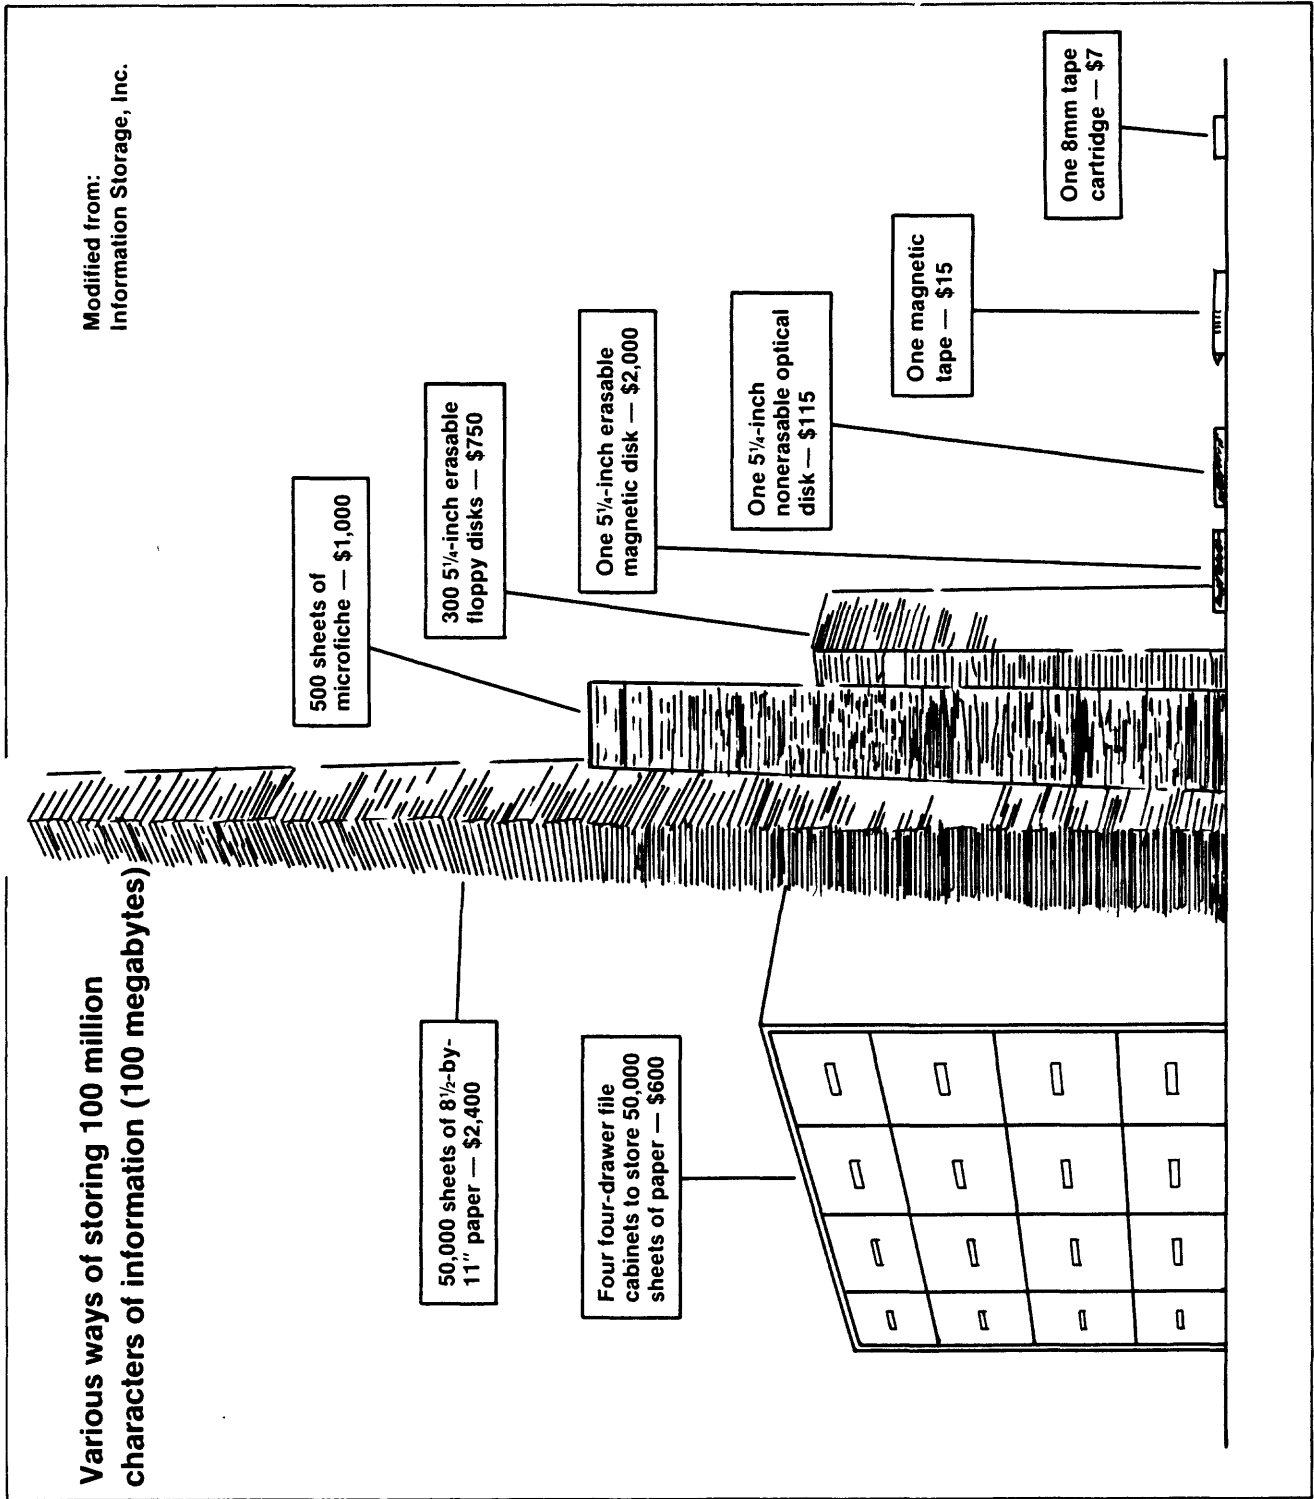 Various ways of storing 100 million
characters of information (100 megabytes)
Modified from:
Information Storage, Inc.
50,000 sheets of 8½-by-
11″ paper — $2,400
Four four-drawer file
cabinets to store 50,000
sheets of paper — $600
500 sheets of
microfiche — $1,000
300 5¼-inch erasable
floppy disks — $750
One 5¼-inch erasable
magnetic disk — $2,000
One 5¼-inch
nonerasable optical
disk — $115
One magnetic
tape — $15
One 8mm tape
cartridge — $7